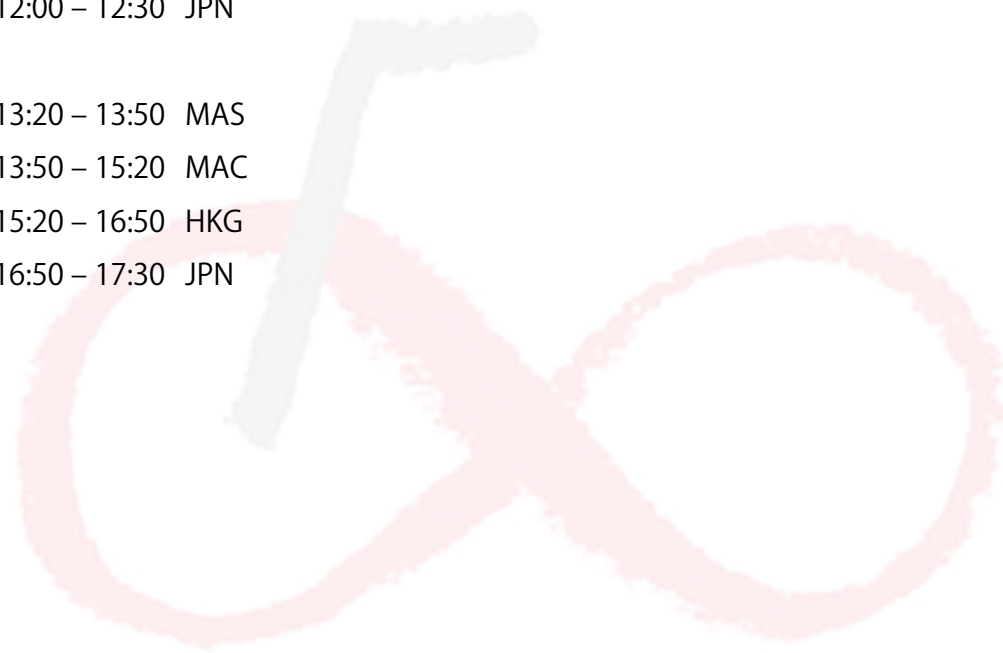 12:00 – 12:30 JPN
13:20 – 13:50 MAS
13:50 – 15:20 MAC
15:20 – 16:50 HKG
16:50 – 17:30 JPN